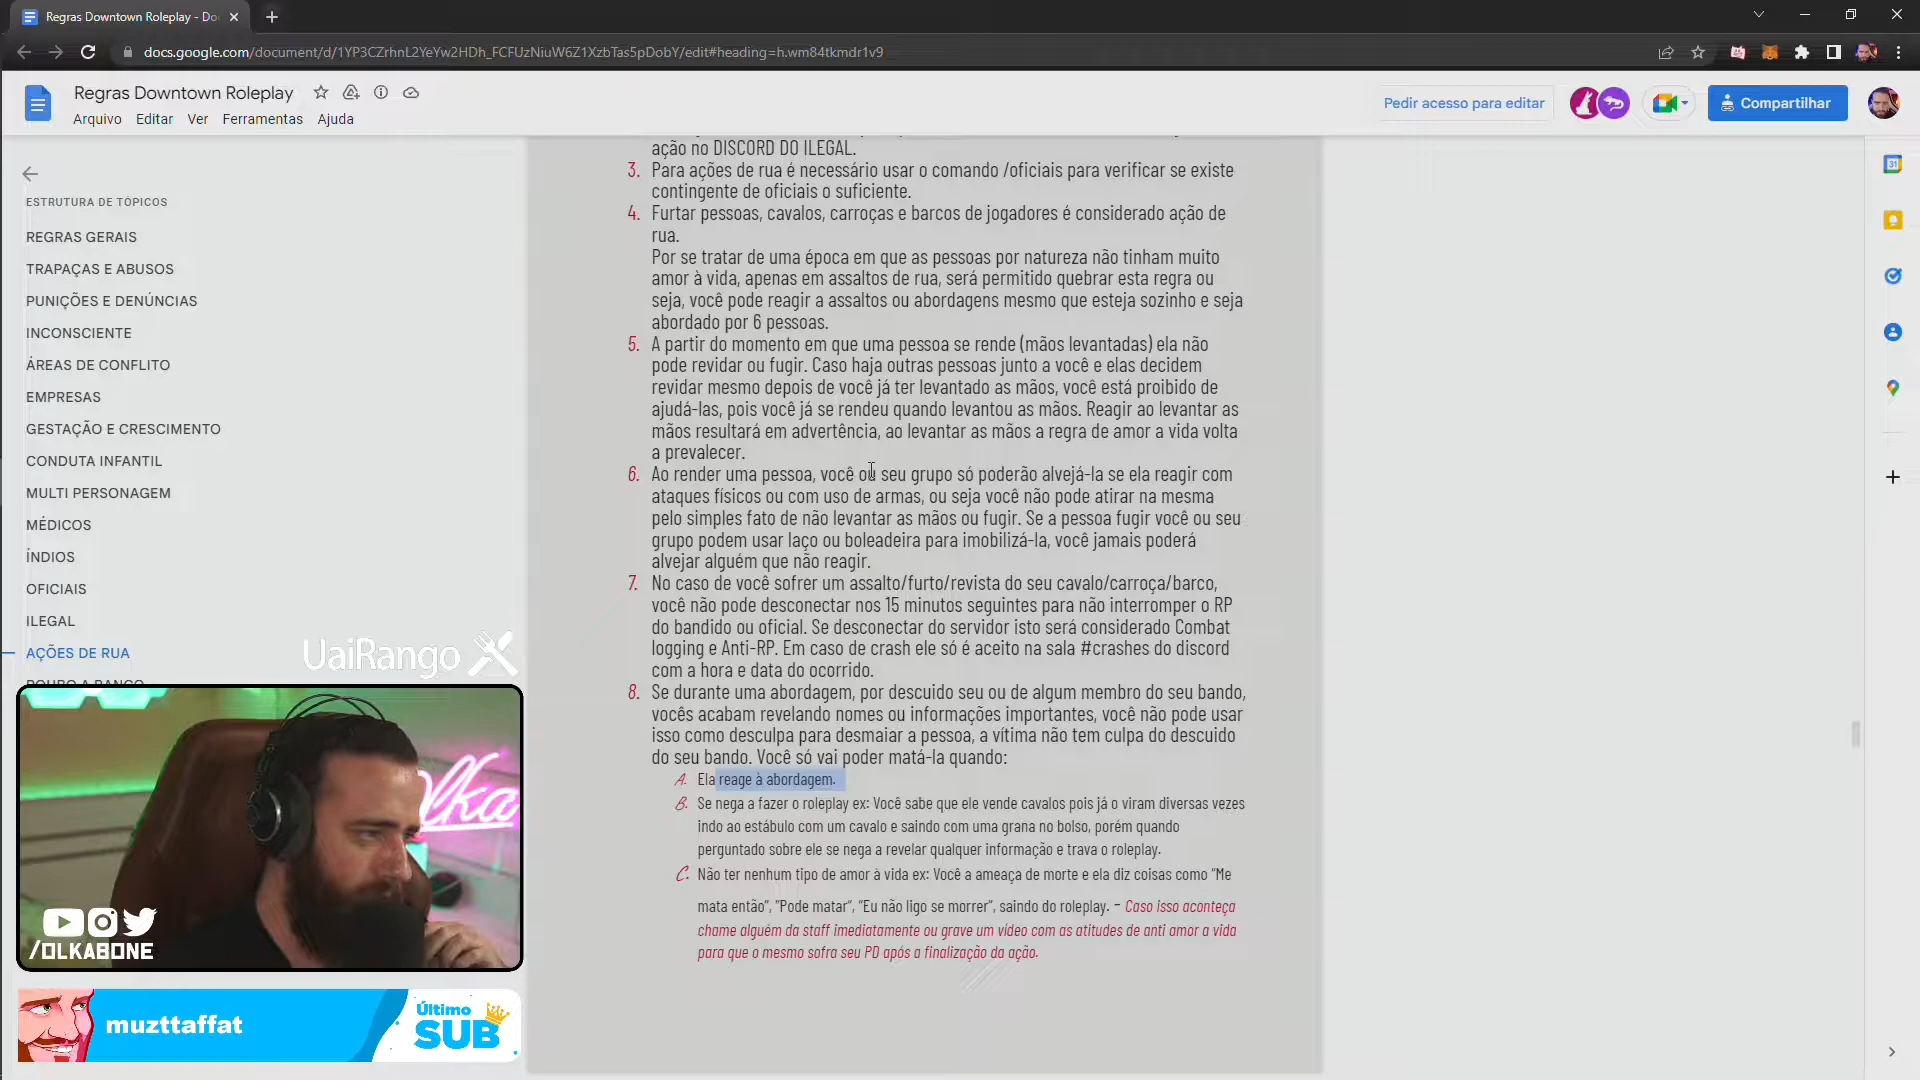 Regras Downtown Roleplay - Do
docs.google.com/document/d/1YP3CZrhnL2YeYw2HDh_FCFUzNiuW6Z1XzbTas5pDobY/edit#heading=h.wm84tkmdr1v9
Regras Downtown Roleplay
Arquivo Editar Ver Ferramentas Ajuda
Pedir acesso para editar
Compartilhar
ESTRUTURA DE TÓPICOS
REGRAS GERAIS
TRAPAÇAS E ABUSOS
PUNIÇÕES E DENÚNCIAS
INCONSCIENTE
ÁREAS DE CONFLITO
EMPRESAS
GESTAÇÃO E CRESCIMENTO
CONDUTA INFANTIL
MULTI PERSONAGEM
MÉDICOS
ÍNDIOS
OFICIAIS
ILEGAL
AÇÕES DE RUA
ROUBO A BANCO
UaiRango
ação no DISCORD DO ILEGAL.
3. Para ações de rua é necessário usar o comando /oficiais para verificar se existe
contingente de oficiais o suficiente.
4. Furtar pessoas, cavalos, carroças e barcos de jogadores é considerado ação de
rua.
Por se tratar de uma época em que as pessoas por natureza não tinham muito
amor à vida, apenas em assaltos de rua, será permitido quebrar esta regra ou
seja, você pode reagir a assaltos ou abordagens mesmo que esteja sozinho e seja
abordado por 6 pessoas.
5. A partir do momento em que uma pessoa se rende (mãos levantadas) ela não
pode revidar ou fugir. Caso haja outras pessoas junto a você e elas decidem
revidar mesmo depois de você já ter levantado as mãos, você está proibido de
ajudá-las, pois você já se rendeu quando levantou as mãos. Reagir ao levantar as
mãos resultará em advertência, ao levantar as mãos a regra de amor a vida volta
a prevalecer.
6. Ao render uma pessoa, você ou seu grupo só poderão alvejá-la se ela reagir com
ataques físicos ou com uso de armas, ou seja você não pode atirar na mesma
pelo simples fato de não levantar as mãos ou fugir. Se a pessoa fugir você ou seu
grupo podem usar laço ou boleadeira para imobilizá-la, você jamais poderá
alvejar alguém que não reagir.
7. No caso de você sofrer um assalto/furto/revista do seu cavalo/carroça/barco,
você não pode desconectar nos 15 minutos seguintes para não interromper o RP
do bandido ou oficial. Se desconectar do servidor isto será considerado Combat
logging e Anti-RP. Em caso de crash ele só é aceito na sala #crashes do discord
com a hora e data do ocorrido.
8. Se durante uma abordagem, por descuido seu ou de algum membro do seu bando,
vocês acabam revelando nomes ou informações importantes, você não pode usar
isso como desculpa para desmaiar a pessoa, a vítima não tem culpa do descuido
do seu bando. Você só vai poder matá-la quando:
A. Ela reage à abordagem.
B. Se nega a fazer o roleplay ex: Você sabe que ele vende cavalos pois já o viram diversas vezes
indo ao estábulo com um cavalo e saindo com uma grana no bolso, porém quando
perguntado sobre ele se nega a revelar qualquer informação e trava o roleplay.
C. Não ter nenhum tipo de amor à vida ex: Você a ameaça de morte e ela diz coisas como “Me
mata então”, ”Pode matar”, “Eu não ligo se morrer”, saindo do roleplay. - Caso isso aconteça
chame alguém da staff imediatamente ou grave um vídeo com as atitudes de anti amor a vida
para que o mesmo sofra seu PD após a finalização da ação.
/OLKABONE
muzttaffat
Último
SUB
31